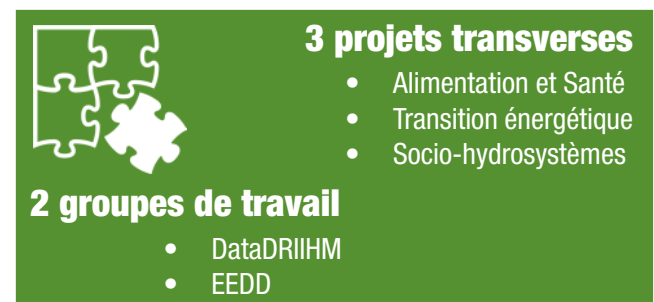 3 projets transverses
• Alimentation et Santé
• Transition énergétique
• Socio-hydrosystèmes
2 groupes de travail
• DataDRIIHM
• EEDD